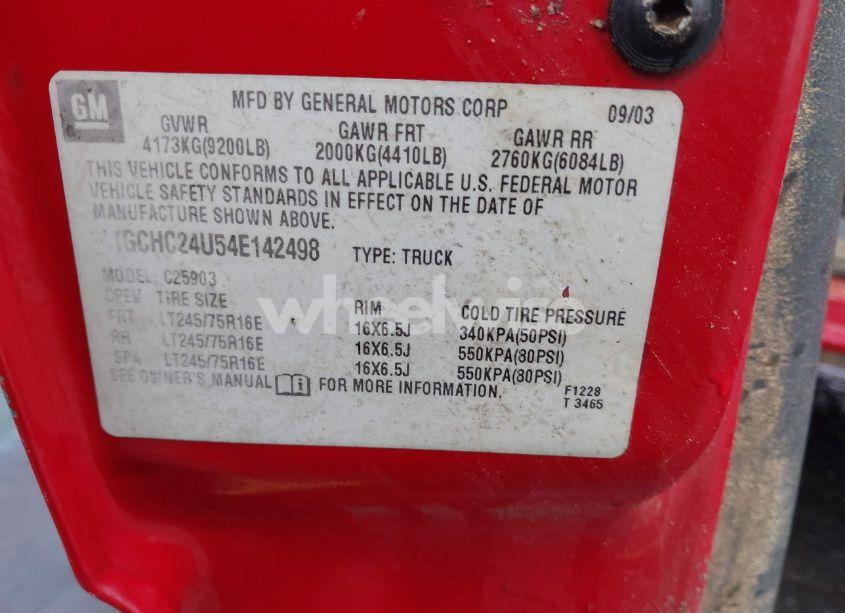 GM
MFD BY GENERAL MOTORS CORP 09/03
GVWR GAWR FRT GAWR RR
4173KG(9200LB) 2000KG(4410LB) 2760KG(6084LB)
THIS VEHICLE CONFORMS TO ALL APPLICABLE U.S. FEDERAL MOTOR
VEHICLE SAFETY STANDARDS IN EFFECT ON THE DATE OF
MANUFACTURE SHOWN ABOVE.
1GCHC24U54E142498 TYPE: TRUCK
MODEL: C25903
TIRE SIZE RIM COLD TIRE PRESSURE
FRT LT245/75R16E 16X6.5J 340KPA(50PSI)
RR LT245/75R16E 16X6.5J 550KPA(80PSI)
SPA LT245/75R16E 16X6.5J 550KPA(80PSI)
SEE OWNER'S MANUAL FOR MORE INFORMATION.
F1228
T 3465
wheelwire